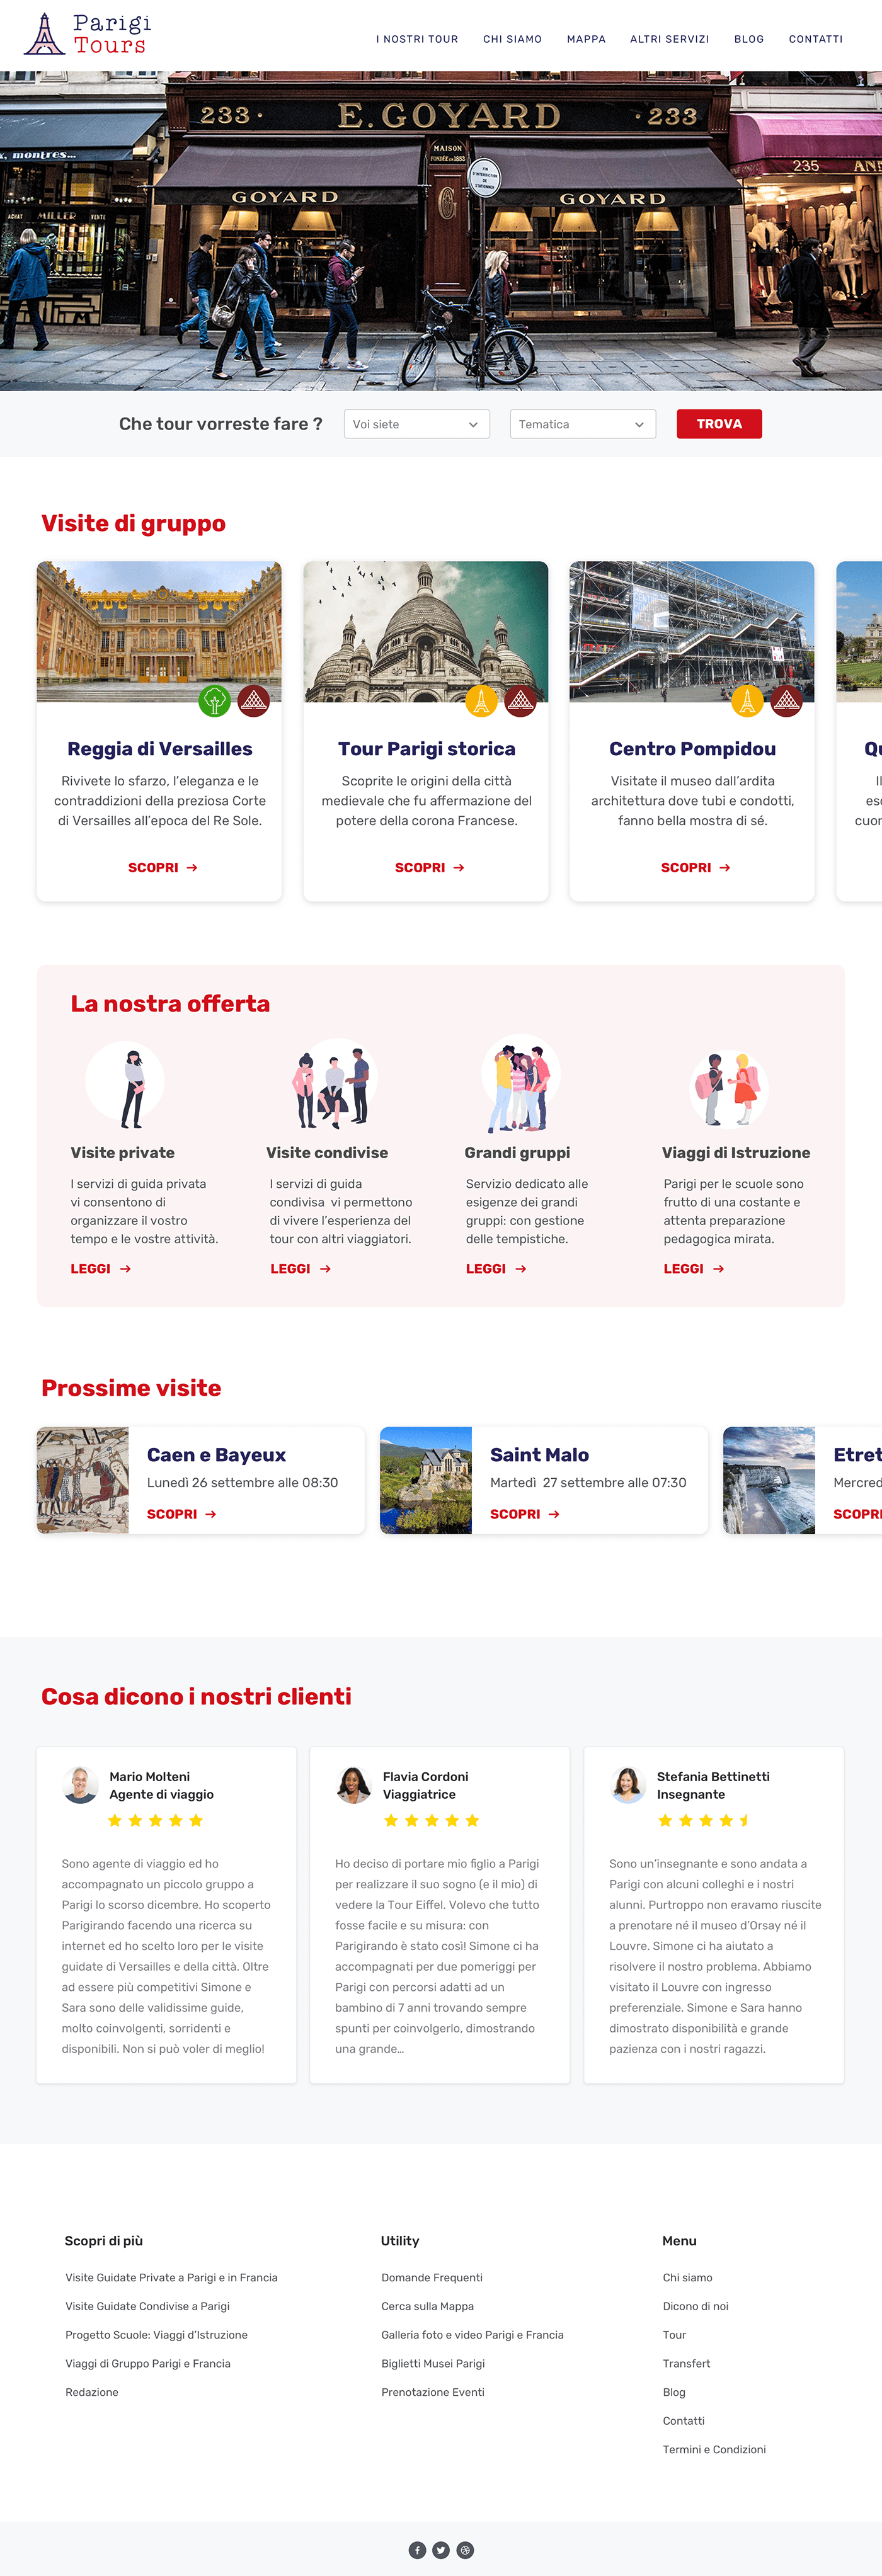 Parigi
Tours
I NOSTRI TOUR CHI SIAMO MAPPA ALTRI SERVIZI BLOG CONTATTI
233· E.GOYARD ·233
MAISON
FONDÉE EN 1853
montres...
235
GOYARD GOYARD
FIN
D'INTERDICTION
DE
STATIONNER
ACHAT MILLER VENTE
Che tour vorreste fare ? Voi siete Tematica TROVA
Visite di gruppo
Reggia di Versailles
Rivivete lo sfarzo, l'eleganza e le
contraddizioni della preziosa Corte
di Versailles all'epoca del Re Sole.
SCOPRI →
Tour Parigi storica
Scoprite le origini della città
medievale che fu affermazione del
potere della corona Francese.
SCOPRI →
Centro Pompidou
Visitate il museo dall'ardita
architettura dove tubi e condotti,
fanno bella mostra di sé.
SCOPRI →
La nostra offerta
Visite private
I servizi di guida privata
vi consentono di
organizzare il vostro
tempo e le vostre attività.
LEGGI →
Visite condivise
I servizi di guida
condivisa vi permettono
di vivere l'esperienza del
tour con altri viaggiatori.
LEGGI →
Grandi gruppi
Servizio dedicato alle
esigenze dei grandi
gruppi: con gestione
delle tempistiche.
LEGGI →
Viaggi di Istruzione
Parigi per le scuole sono
frutto di una costante e
attenta preparazione
pedagogica mirata.
LEGGI →
Prossime visite
Caen e Bayeux
Lunedì 26 settembre alle 08:30
SCOPRI →
Saint Malo
Martedì 27 settembre alle 07:30
SCOPRI →
Etret
Mercred
SCOPRI
Cosa dicono i nostri clienti
Mario Molteni
Agente di viaggio
Sono agente di viaggio ed ho
accompagnato un piccolo gruppo a
Parigi lo scorso dicembre. Ho scoperto
Parigirando facendo una ricerca su
internet ed ho scelto loro per le visite
guidate di Versailles e della città. Oltre
ad essere più competitivi Simone e
Sara sono delle validissime guide,
molto coinvolgenti, sorridenti e
disponibili. Non si può voler di meglio!
Flavia Cordoni
Viaggiatrice
Ho deciso di portare mio figlio a Parigi
per realizzare il suo sogno (e il mio) di
vedere la Tour Eiffel. Volevo che tutto
fosse facile e su misura: con
Parigirando è stato così! Simone ci ha
accompagnati per due pomeriggi per
Parigi con percorsi adatti ad un
bambino di 7 anni trovando sempre
spunti per coinvolgerlo, dimostrando
una grande...
Stefania Bettinetti
Insegnante
Sono un'insegnante e sono andata a
Parigi con alcuni colleghi e i nostri
alunni. Purtroppo non eravamo riuscite
a prenotare né il museo d'Orsay né il
Louvre. Simone ci ha aiutato a
risolvere il nostro problema. Abbiamo
visitato il Louvre con ingresso
preferenziale. Simone e Sara hanno
dimostrato disponibilità e grande
pazienza con i nostri ragazzi.
Scopri di più
Visite Guidate Private a Parigi e in Francia
Visite Guidate Condivise a Parigi
Progetto Scuole: Viaggi d'Istruzione
Viaggi di Gruppo Parigi e Francia
Redazione
Utility
Domande Frequenti
Cerca sulla Mappa
Galleria foto e video Parigi e Francia
Biglietti Musei Parigi
Prenotazione Eventi
Menu
Chi siamo
Dicono di noi
Tour
Transfert
Blog
Contatti
Termini e Condizioni